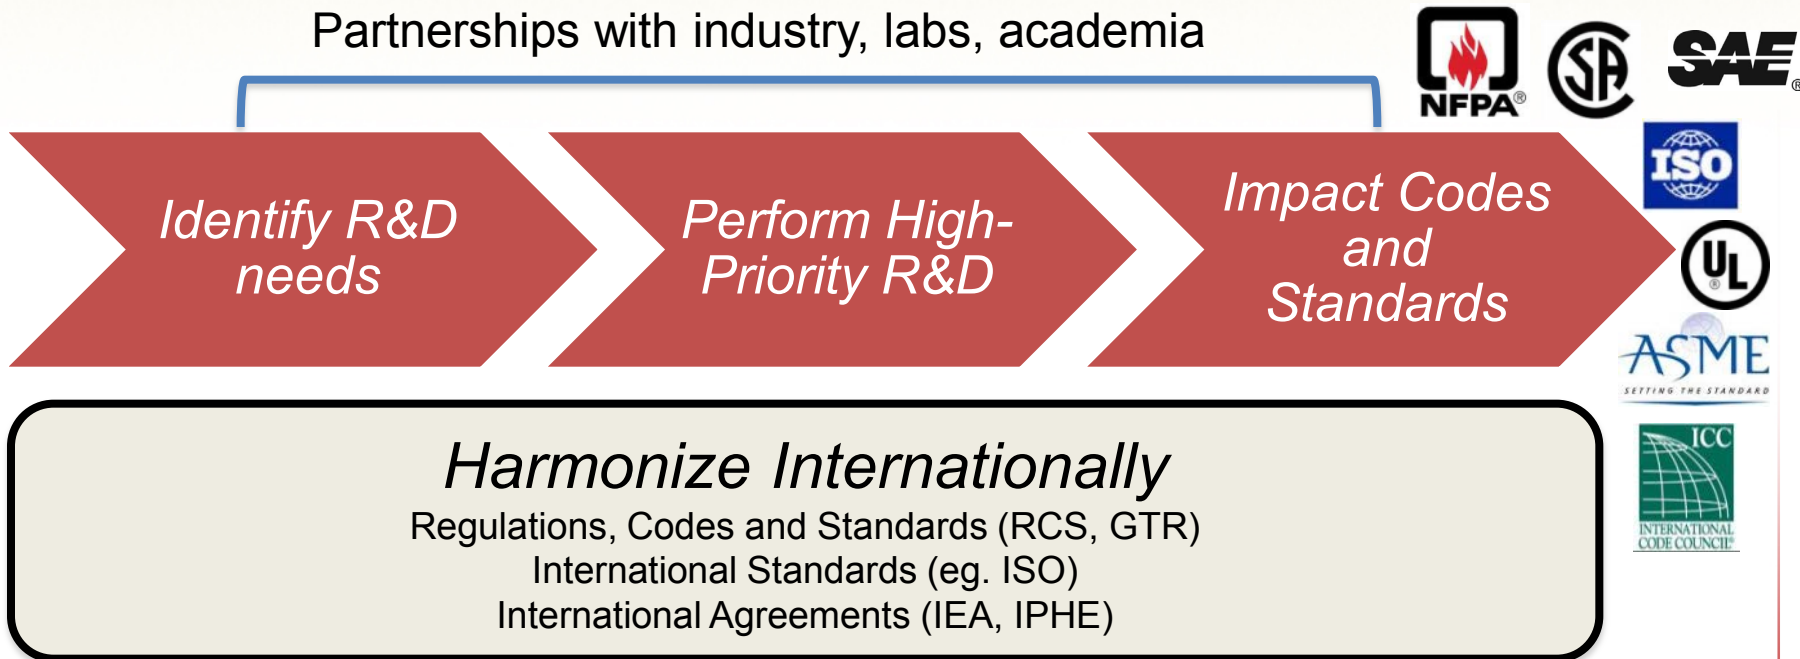 Partnerships with industry, labs, academia
NFPA®
CSA
SAE®
Identify R&D
needs
Perform High-
Priority R&D
Impact Codes
and
Standards
ISO
UL
®
ASME
SETTING THE STANDARD
ICC
INTERNATIONAL
CODE COUNCIL®
Harmonize Internationally
Regulations, Codes and Standards (RCS, GTR)
International Standards (eg. ISO)
International Agreements (IEA, IPHE)